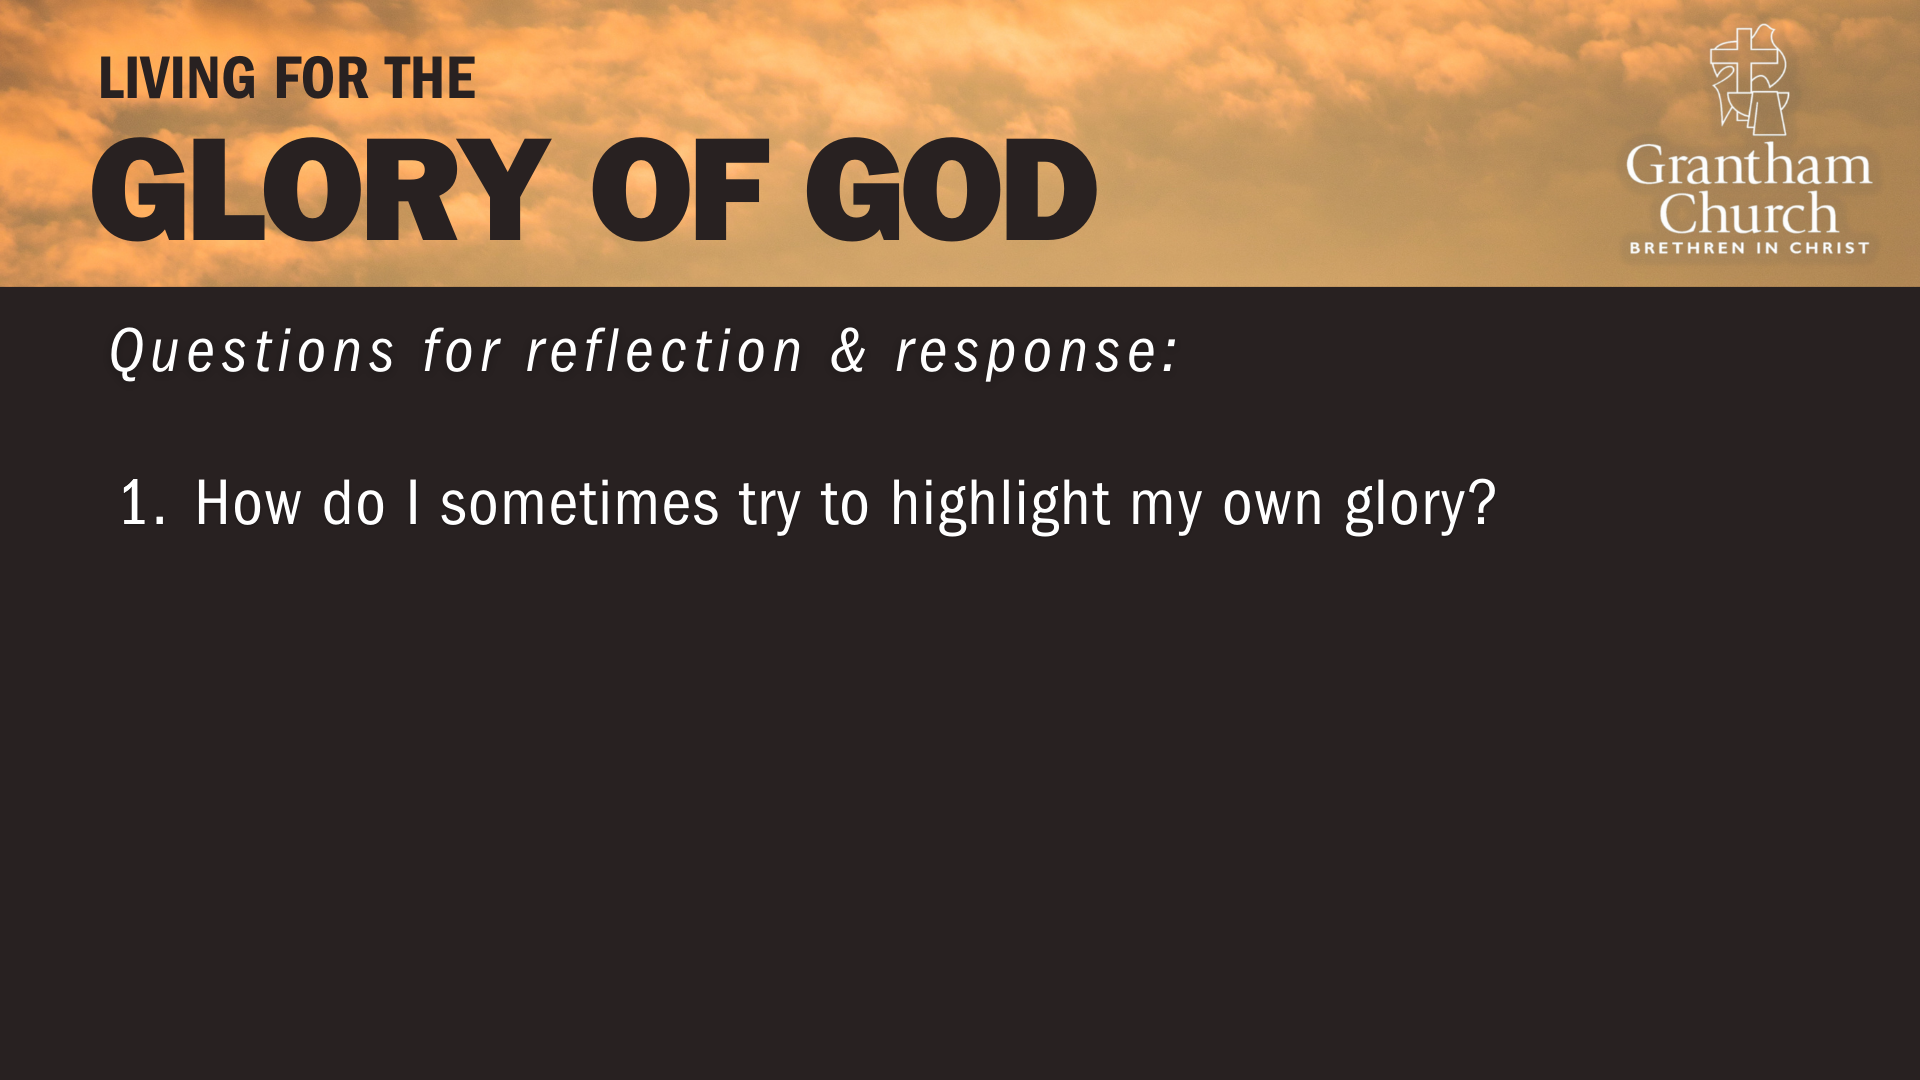 LIVING FOR THE
GLORY OF GOD
Grantham
Church
BRETHREN IN CHRIST
Questions for reflection & response:
1. How do I sometimes try to highlight my own glory?